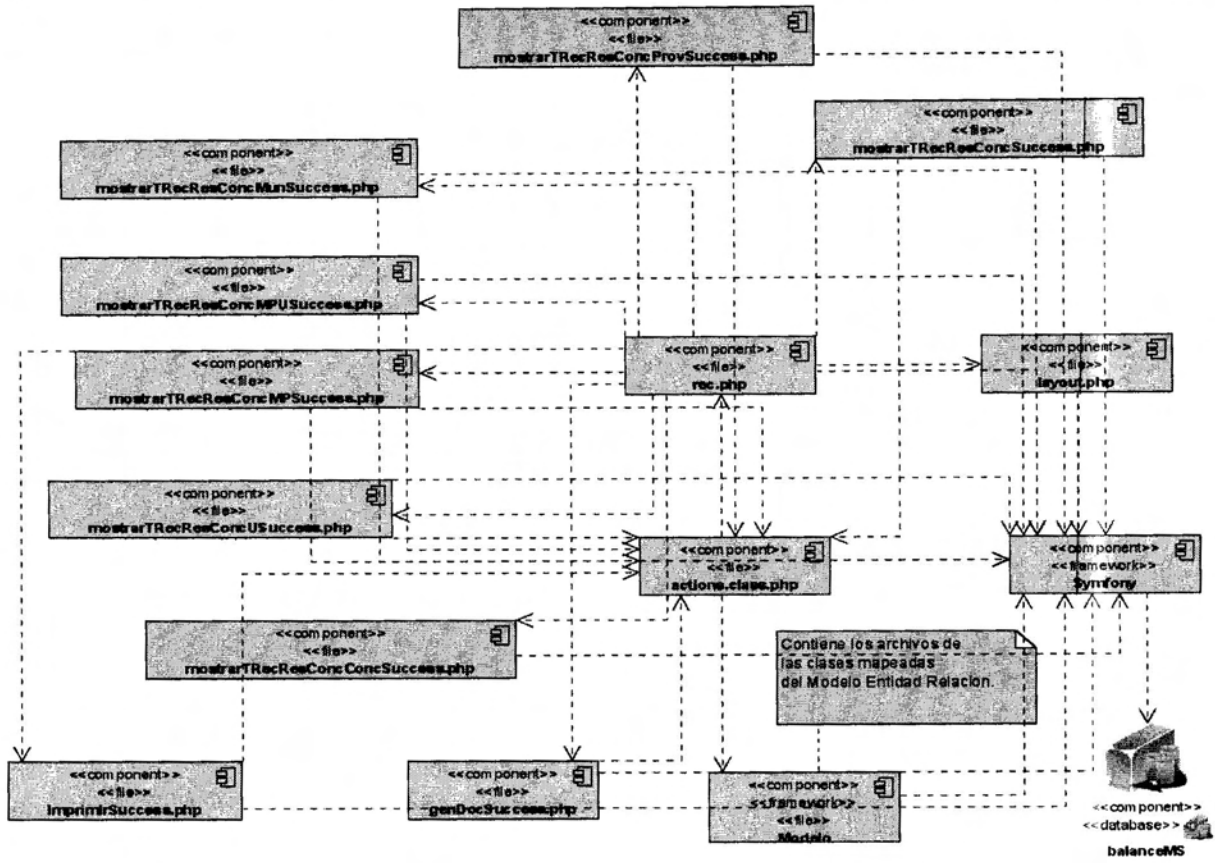 <<component>>
<<file>>
mostrarTRecResConcProvSuccess.php
<<component>>
<<file>>
mostrarTRecResConcSuccess.php
<<component>>
<<file>>
mostrarTRecResConcMunSuccess.php
<<component>>
<<file>>
mostrarTRecResConcMPUSuccess.php
<<component>>
<<file>>
mostrarTRecResConcMPSuccess.php
<<component>>
<<file>>
rec.php
<<component>>
<<file>>
layout.php
<<component>>
<<file>>
mostrarTRecResConcUSuccess.php
<<component>>
<<file>>
actions.class.php
<<component>>
<<framework>>
Symfony
<<component>>
<<file>>
mostrarTRecResConcConcSuccess.php
Contiene los archivos de
las clases mapeadas
del Modelo Entidad Relación.
<<component>>
<<file>>
imprimirSuccess.php
<<component>>
<<file>>
genDocSuccess.php
<<component>>
<<framework>>
<<file>>
Modelo
<<component>>
<<database>>
balanceMS